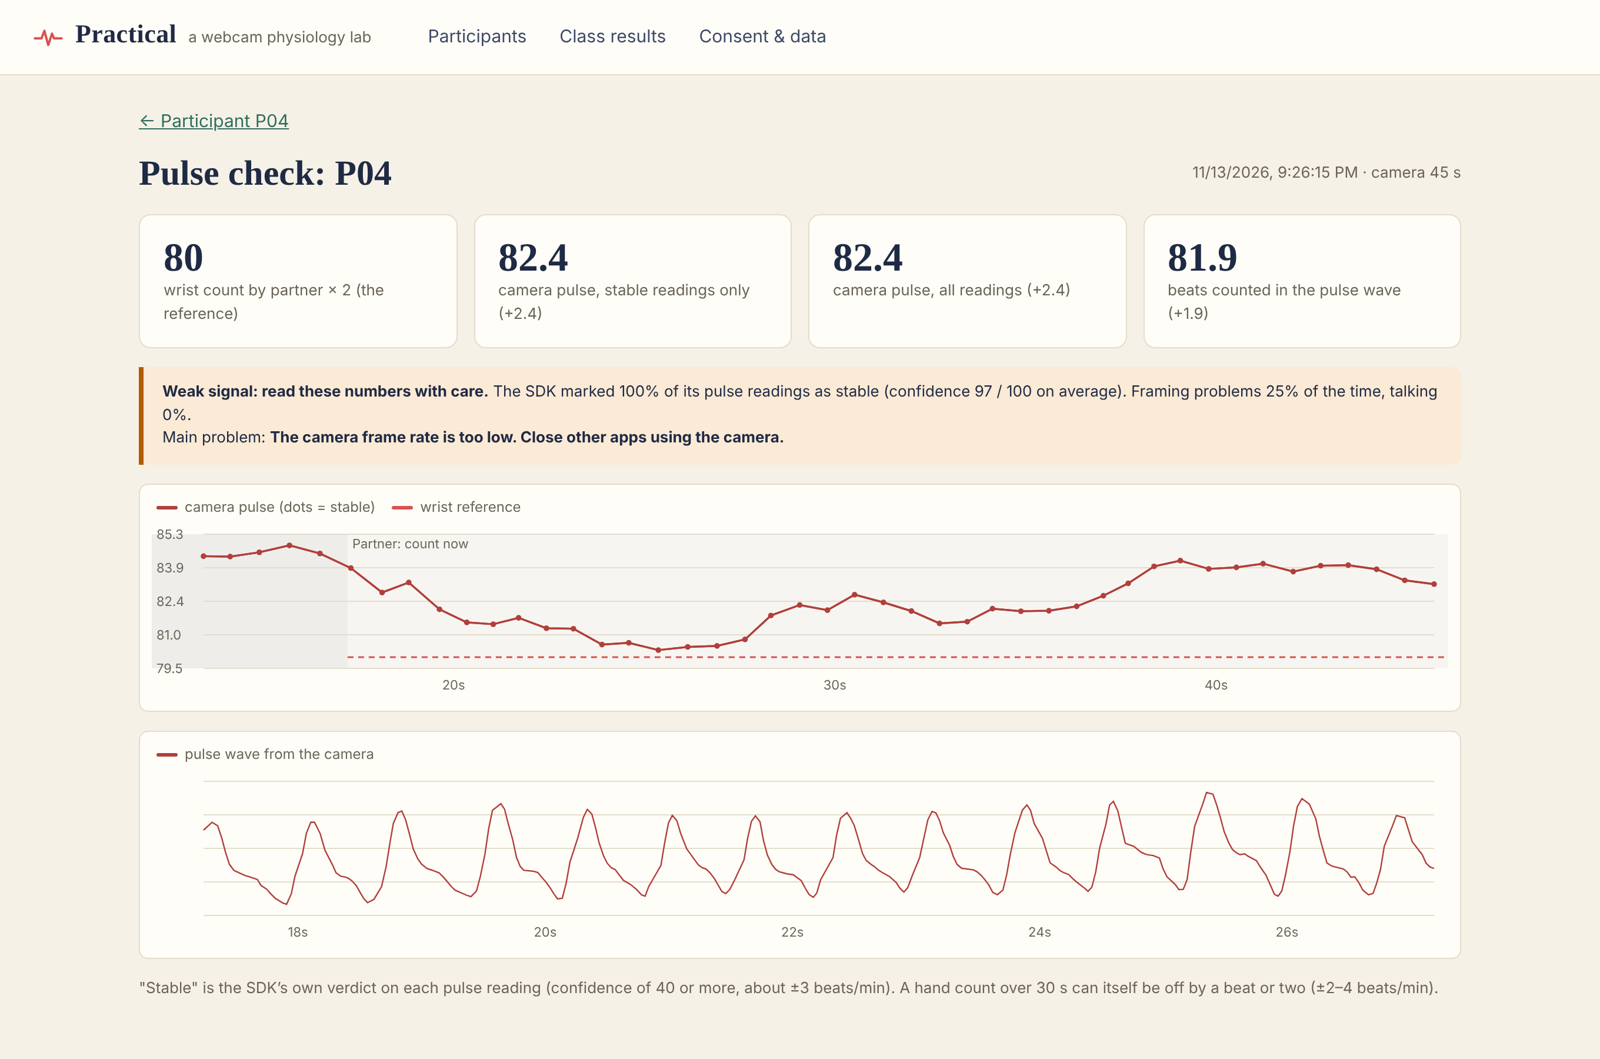 Practical a webcam physiology lab Participants Class results Consent & data
← Participant P04
Pulse check: P04
11/13/2026, 9:26:15 PM · camera 45 s
80
wrist count by partner × 2 (the
reference)
82.4
camera pulse, stable readings only
(+2.4)
82.4
camera pulse, all readings (+2.4)
81.9
beats counted in the pulse wave
(+1.9)
Weak signal: read these numbers with care. The SDK marked 100% of its pulse readings as stable (confidence 97 / 100 on average). Framing problems 25% of the time, talking
0%.
Main problem: The camera frame rate is too low. Close other apps using the camera.
camera pulse (dots = stable) wrist reference
85.3
Partner: count now
83.9
82.4
81.0
79.5
20s 30s 40s
pulse wave from the camera
18s 20s 22s 24s 26s
"Stable" is the SDK's own verdict on each pulse reading (confidence of 40 or more, about ±3 beats/min). A hand count over 30 s can itself be off by a beat or two (±2–4 beats/min).